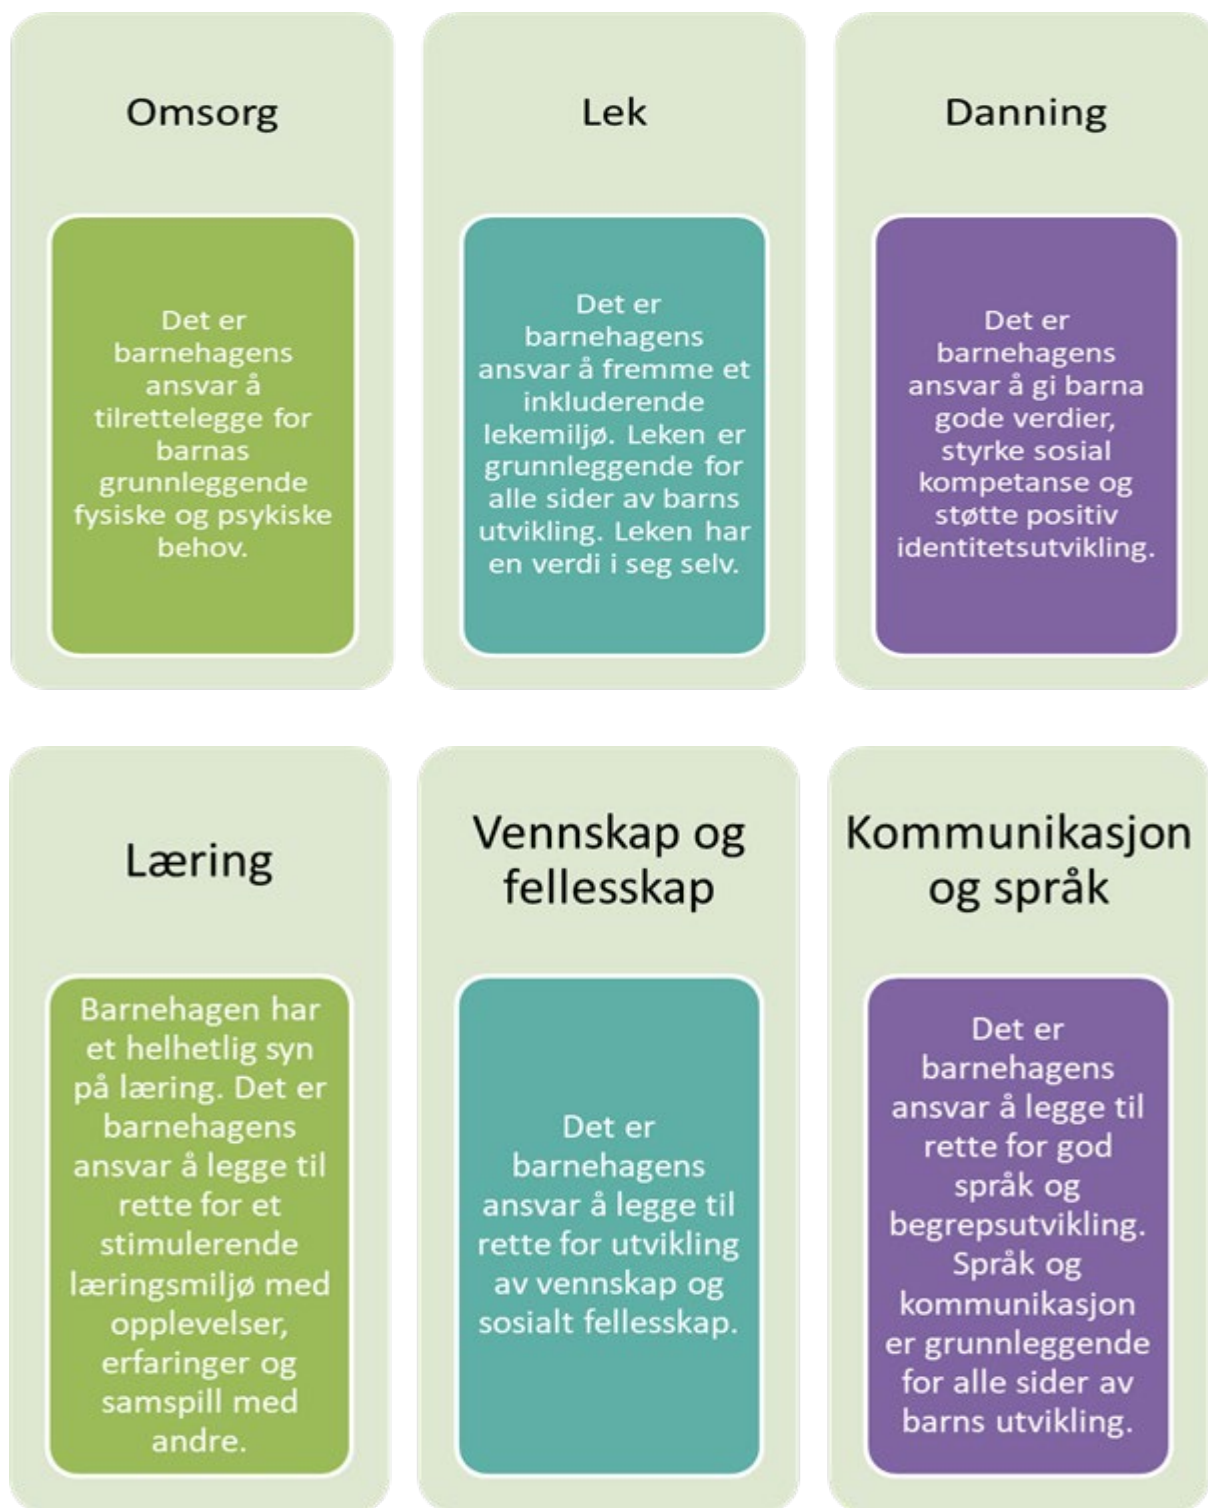 Omsorg
Det er
barnehagens
ansvar å
tilrettelegge for
barnas
grunnleggende
fysiske og psykiske
behov.
Lek
Det er
barnehagens
ansvar å fremme et
inkluderende
lekemiljø. Leken er
grunnleggende for
alle sider av barns
utvikling. Leken har
en verdi i seg selv.
Danning
Det er
barnehagens
ansvar å gi barna
gode verdier,
styrke sosial
kompetanse og
støtte positiv
identitetsutvikling.
Læring
Barnehagen har
et helhetlig syn
på læring. Det er
barnehagens
ansvar å legge til
rette for et
stimulerende
læringsmiljø med
opplevelser,
erfaringer og
samspill med
andre.
Vennskap og
fellesskap
Det er
barnehagens
ansvar å legge til
rette for utvikling
av vennskap og
sosialt fellesskap.
Kommunikasjon
og språk
Det er
barnehagens
ansvar å legge til
rette for god
språk og
begrepsutvikling.
Språk og
kommunikasjon
er grunnleggende
for alle sider av
barns utvikling.